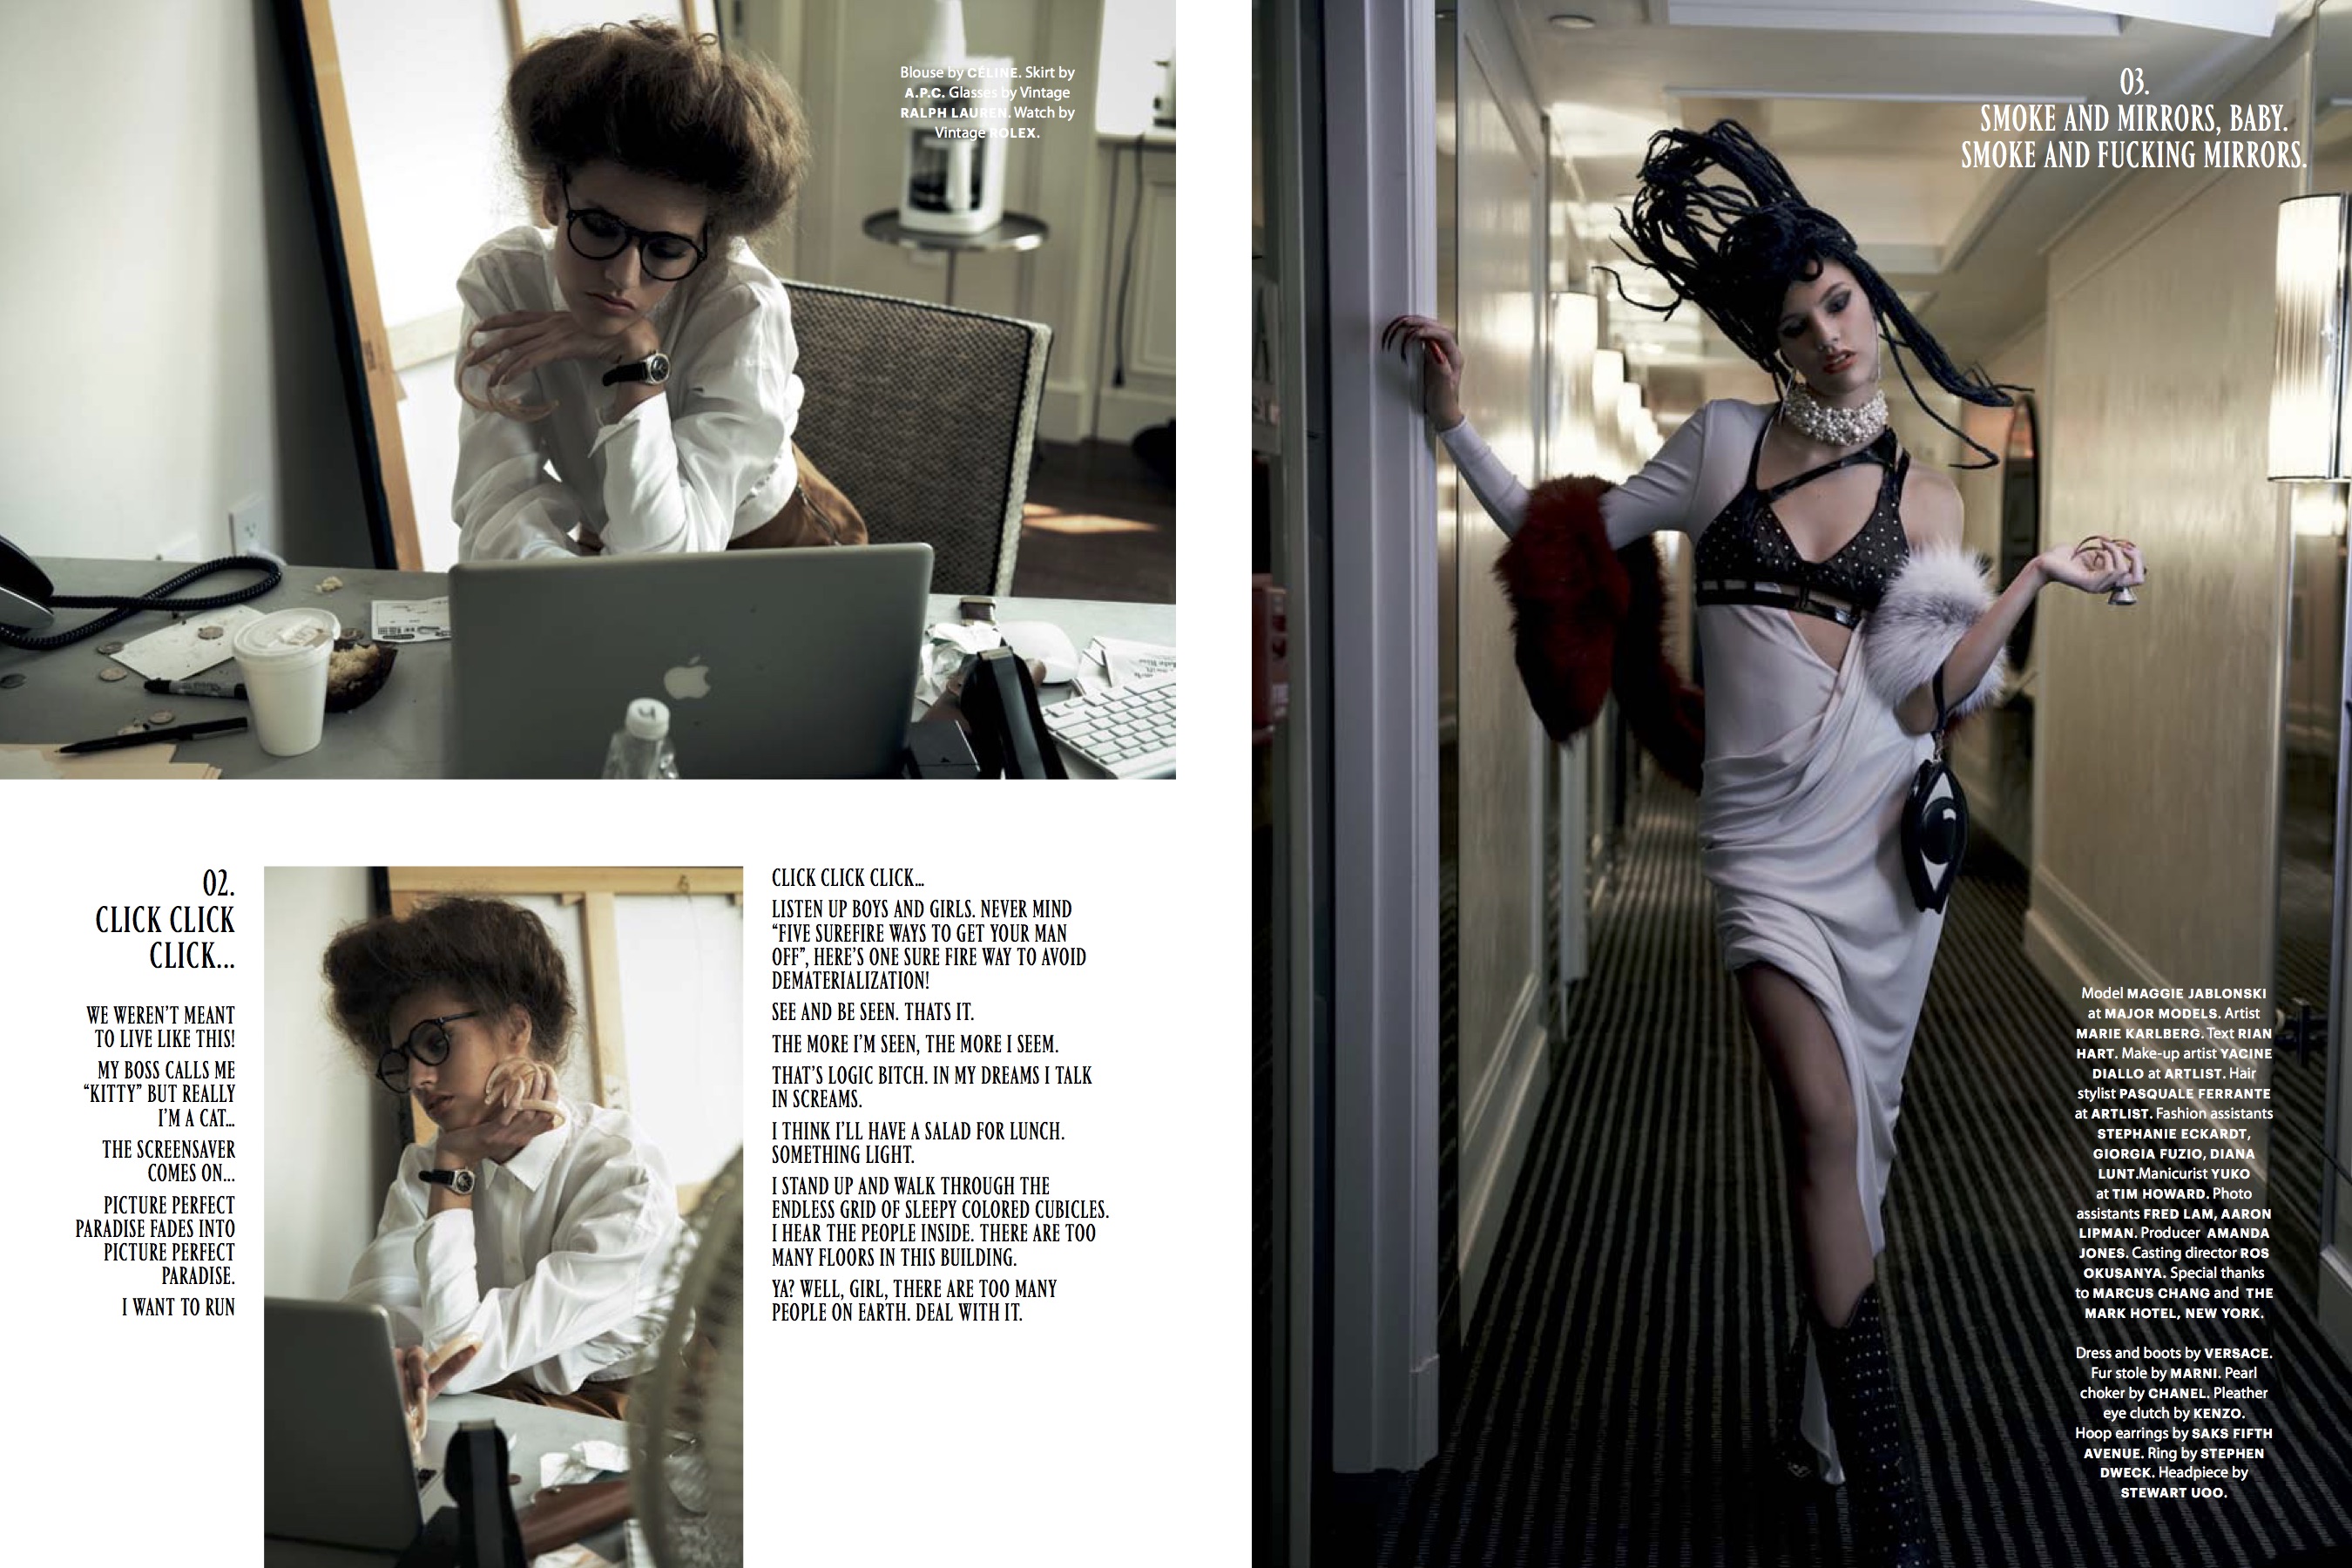 Blouse by CÉLINE. Skirt by
A.P.C. Glasses by Vintage
RALPH LAUREN. Watch by
Vintage ROLEX.
02.
CLICK CLICK
CLICK...
WE WEREN'T MEANT
TO LIVE LIKE THIS!
MY BOSS CALLS ME
“KITTY” BUT REALLY
I'M A CAT...
THE SCREENSAVER
COMES ON...
PICTURE PERFECT
PARADISE FADES INTO
PICTURE PERFECT
PARADISE.
I WANT TO RUN
CLICK CLICK CLICK...
LISTEN UP BOYS AND GIRLS. NEVER MIND
“FIVE SUREFIRE WAYS TO GET YOUR MAN
OFF”, HERE'S ONE SURE FIRE WAY TO AVOID
DEMATERIALIZATION!
SEE AND BE SEEN. THATS IT.
THE MORE I'M SEEN, THE MORE I SEEM.
THAT'S LOGIC BITCH. IN MY DREAMS I TALK
IN SCREAMS.
I THINK I'LL HAVE A SALAD FOR LUNCH.
SOMETHING LIGHT.
I STAND UP AND WALK THROUGH THE
ENDLESS GRID OF SLEEPY COLORED CUBICLES.
I HEAR THE PEOPLE INSIDE. THERE ARE TOO
MANY FLOORS IN THIS BUILDING.
YA? WELL, GIRL, THERE ARE TOO MANY
PEOPLE ON EARTH. DEAL WITH IT.
03.
SMOKE AND MIRRORS, BABY.
SMOKE AND FUCKING MIRRORS.
Model MAGGIE JABLONSKI
at MAJOR MODELS. Artist
MARIE KARLBERG. Text RIAN
HART. Make-up artist YACINE
DIALLO at ARTLIST. Hair
stylist PASQUALE FERRANTE
at ARTLIST. Fashion assistants
STEPHANIE ECKARDT,
GIORGIA FUZIO, DIANA
LUNT.Manicurist YUKO
at TIM HOWARD. Photo
assistants FRED LAM, AARON
LIPMAN. Producer AMANDA
JONES. Casting director ROS
OKUSANYA. Special thanks
to MARCUS CHANG and THE
MARK HOTEL, NEW YORK.
Dress and boots by VERSACE.
Fur stole by MARNI. Pearl
choker by CHANEL. Pleather
eye clutch by KENZO.
Hoop earrings by SAKS FIFTH
AVENUE. Ring by STEPHEN
DWECK. Headpiece by
STEWART UOO.